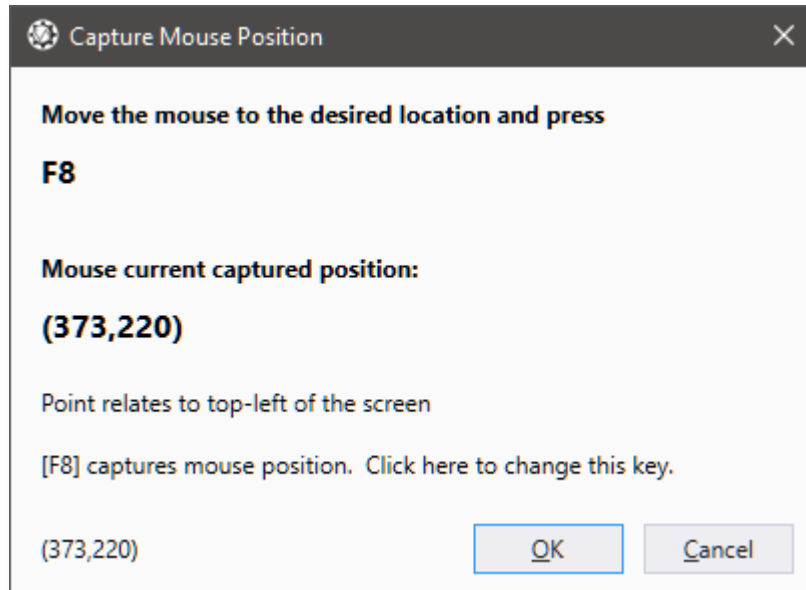 Capture Mouse Position
Move the mouse to the desired location and press
F8
Mouse current captured position:
(373,220)
Point relates to top-left of the screen
[F8] captures mouse position.  Click here to change this key.
(373,220)
OK
Cancel